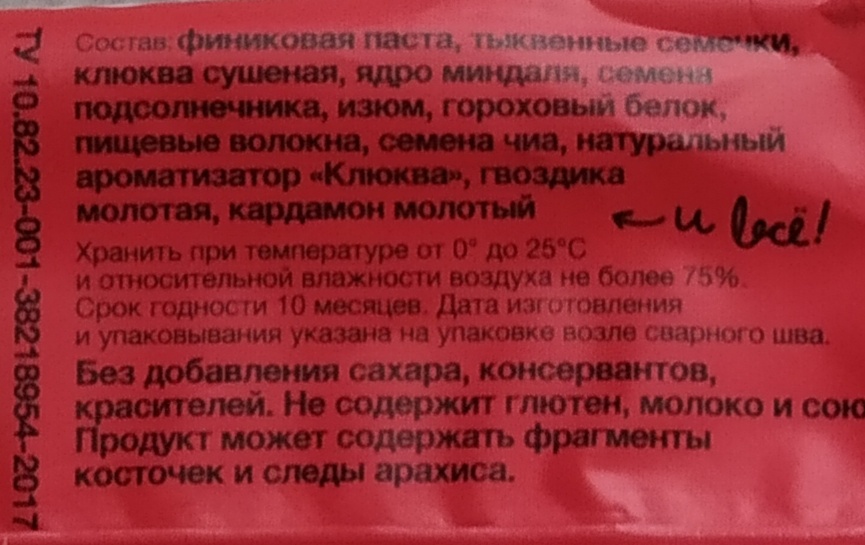 Состав: финиковая паста, тыквенные семечки,
клюква сушеная, ядро миндаля, семена
подсолнечника, изюм, гороховый белок,
пищевые волокна, семена чиа, натуральный
ароматизатор «Клюква», гвоздика
молотая, кардамон молотый
← и всё!
Хранить при температуре от 0° до 25°С
и относительной влажности воздуха не более 75%.
Срок годности 10 месяцев. Дата изготовления
и упаковывания указана на упаковке возле сварного шва.
Без добавления сахара, консервантов,
красителей. Не содержит глютен, молоко и сою
Продукт может содержать фрагменты
косточек и следы арахиса.
ТУ 10.82.23-001-38218954-2017